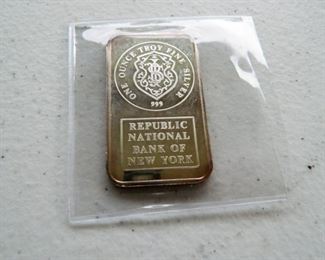 ONE OUNCE TROY FINE SILVER
999
REPUBLIC
NATIONAL
BANK OF
NEW YORK